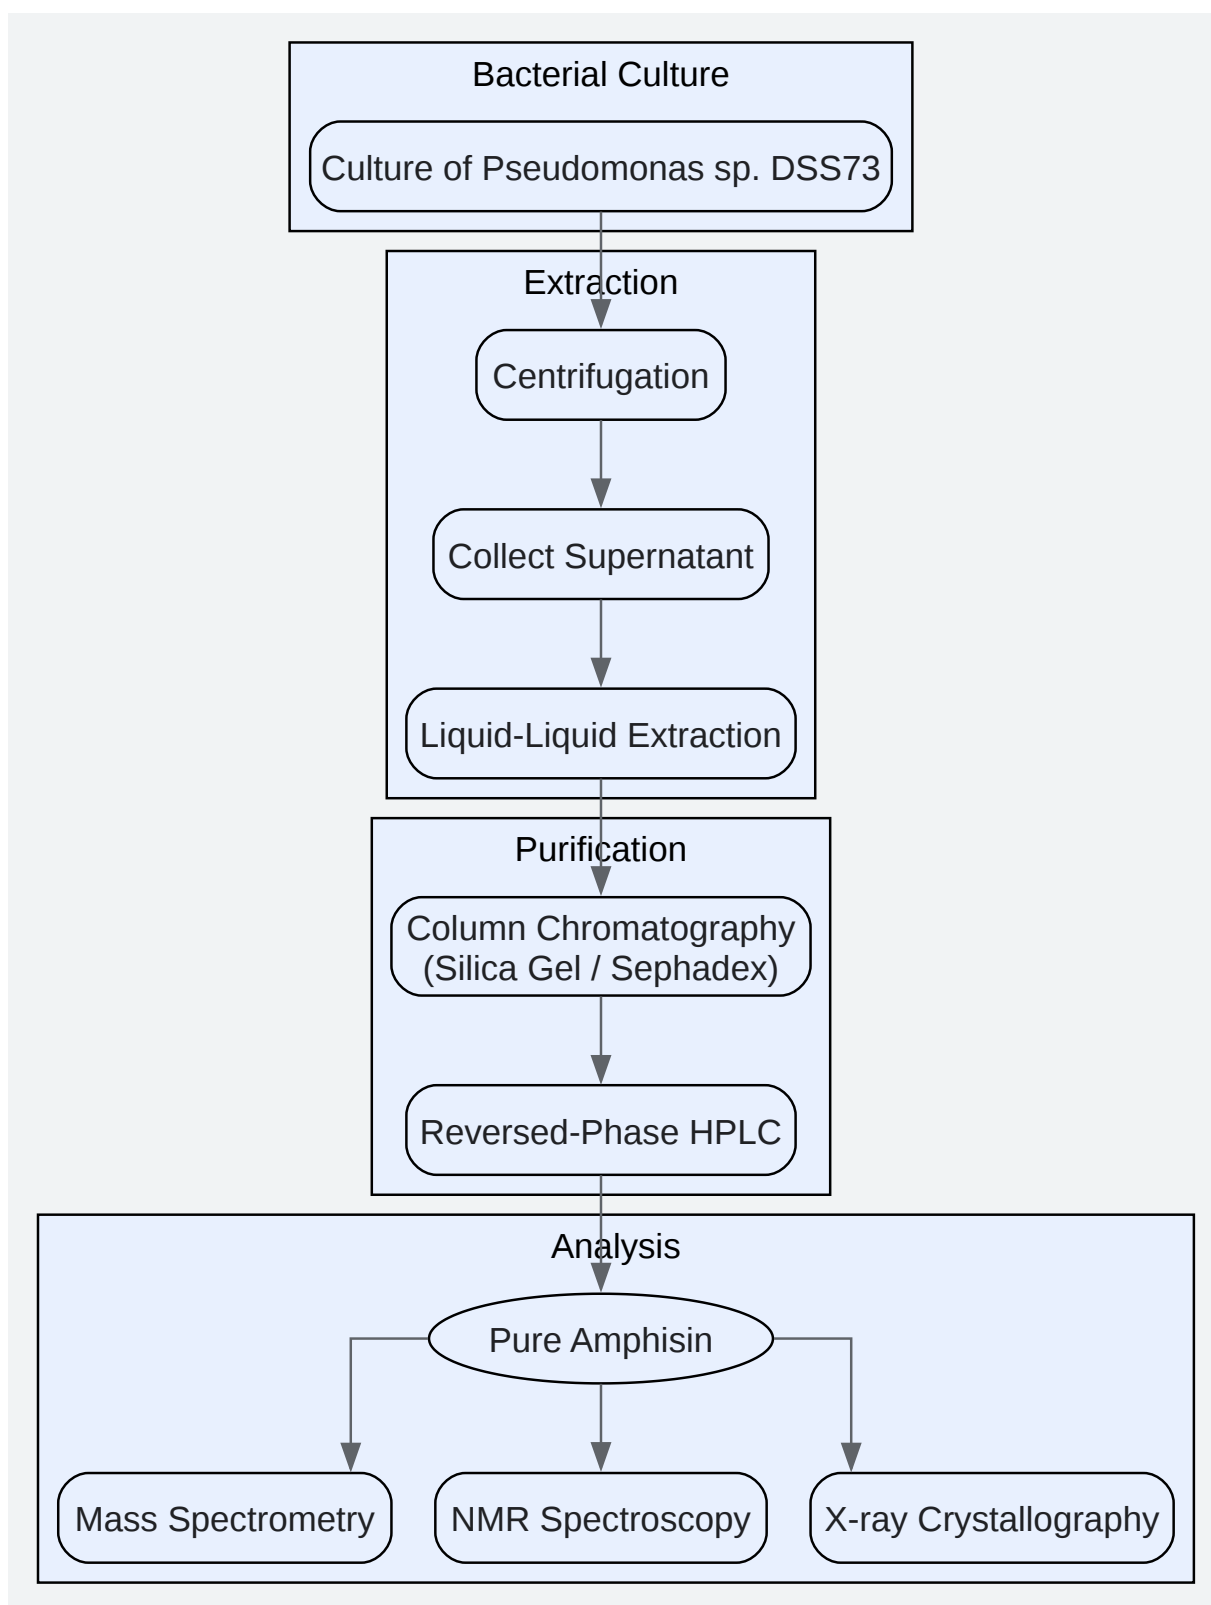 Bacterial Culture
Culture of Pseudomonas sp. DSS73
Extraction
Centrifugation
Collect Supernatant
Liquid-Liquid Extraction
Purification
Column Chromatography
(Silica Gel / Sephadex)
Reversed-Phase HPLC
Analysis
Pure Amphisin
Mass Spectrometry
NMR Spectroscopy
X-ray Crystallography